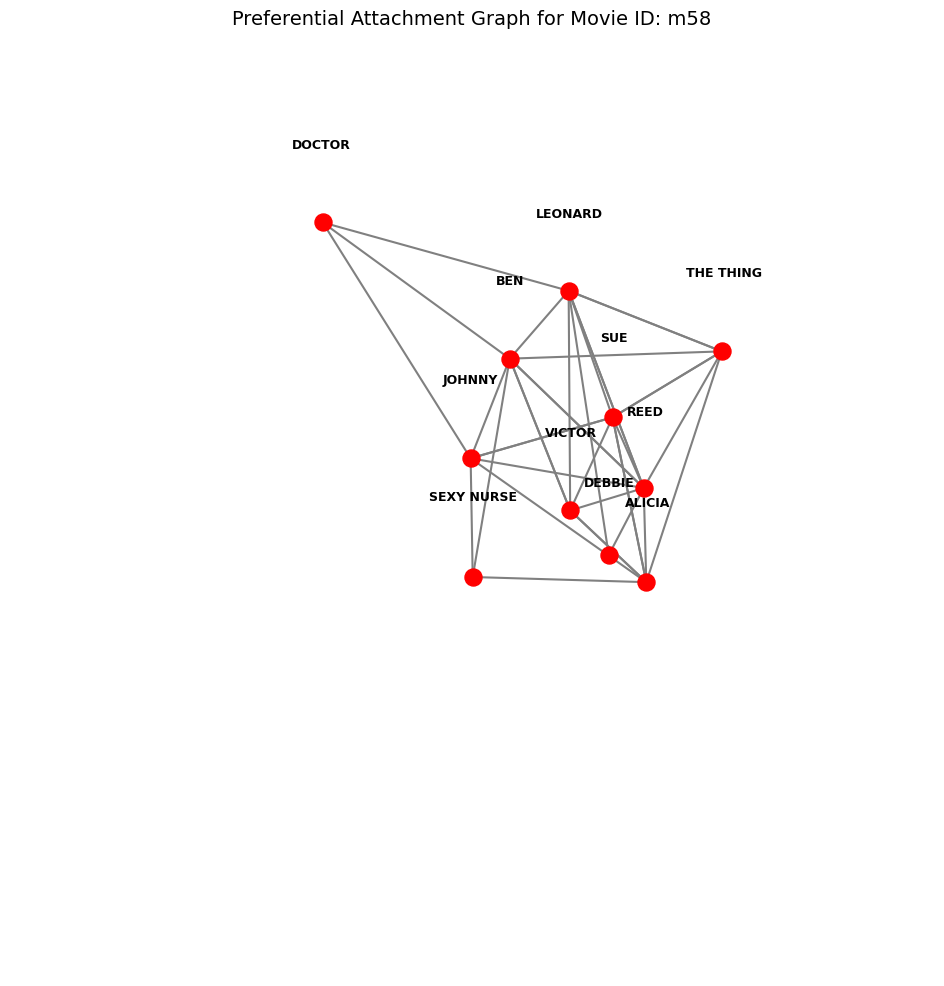 Preferential Attachment Graph for Movie ID: m58
DOCTOR
LEONARD
THE THING
BEN
SUE
JOHNNY
REED
VICTOR
DEBBIE
SEXY NURSE
ALICIA